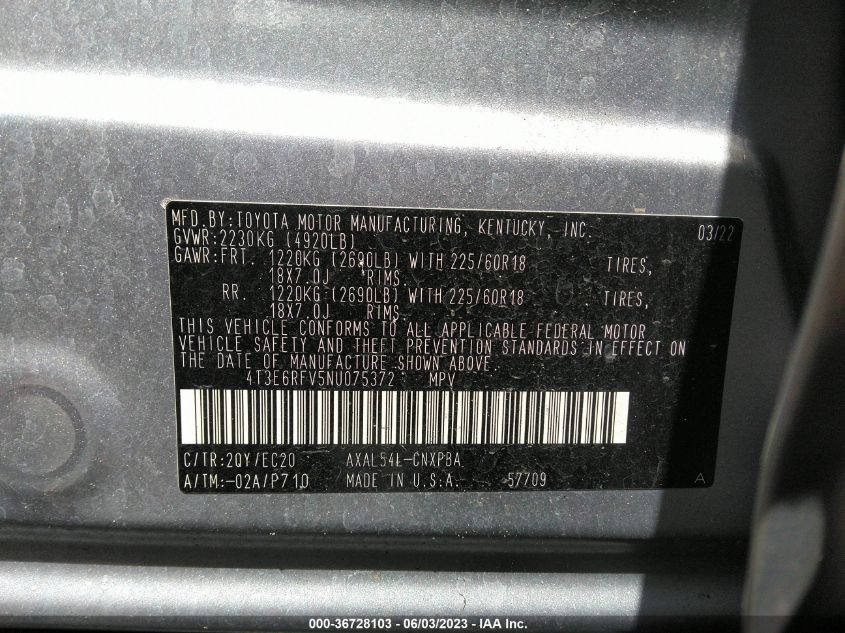 MFD.BY:TOYOTA MOTOR MANUFACTURING, KENTUCKY, INC. 03/22
GVWR:2230KG (4920LB)
GAWR:FRT. 1220KG (2690LB) WITH 225/60R18 TIRES,
18X7.0J RIMS.
RR. 1220KG (2690LB) WITH 225/60R18 TIRES,
18X7.0J RIMS.
THIS VEHICLE CONFORMS TO ALL APPLICABLE FEDERAL MOTOR
VEHICLE SAFETY AND THEFT PREVENTION STANDARDS IN EFFECT ON
THE DATE OF MANUFACTURE SHOWN ABOVE.
4T3E6RFV5NU075372 MPV
C/TR:2QY/EC20 AXAL54L-CNXPBA
A/TM:-02A/P710 MADE IN U.S.A. 57709 A
000-36728103 - 06/03/2023 - IAA Inc.